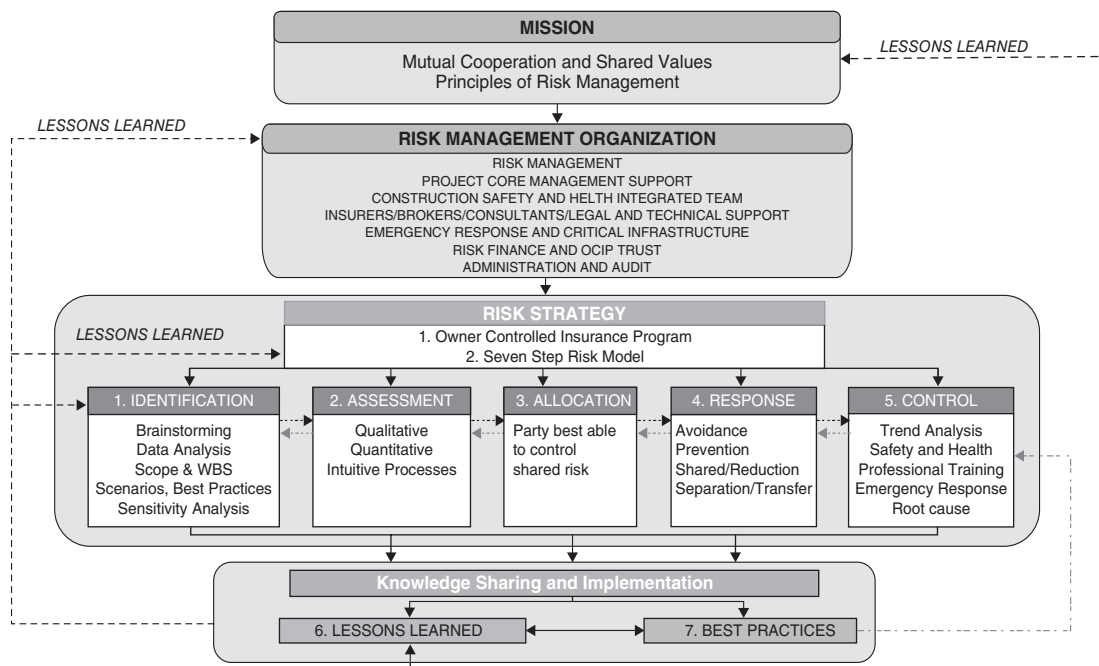 MISSION
Mutual Cooperation and Shared Values
Principles of Risk Management
LESSONS LEARNED
LESSONS LEARNED
RISK MANAGEMENT ORGANIZATION
RISK MANAGEMENT
PROJECT CORE MANAGEMENT SUPPORT
CONSTRUCTION SAFETY AND HELTH INTEGRATED TEAM
INSURERS/BROKERS/CONSULTANTS/LEGAL AND TECHNICAL SUPPORT
EMERGENCY RESPONSE AND CRITICAL INFRASTRUCTURE
RISK FINANCE AND OCIP TRUST
ADMINISTRATION AND AUDIT
RISK STRATEGY
LESSONS LEARNED
1. Owner Controlled Insurance Program
2. Seven Step Risk Model
1. IDENTIFICATION
Brainstorming
Data Analysis
Scope & WBS
Scenarios, Best Practices
Sensitivity Analysis
2. ASSESSMENT
Qualitative
Quantitative
Intuitive Processes
3. ALLOCATION
Party best able
to control
shared risk
4. RESPONSE
Avoidance
Prevention
Shared/Reduction
Separation/Transfer
5. CONTROL
Trend Analysis
Safety and Health
Professional Training
Emergency Response
Root cause
Knowledge Sharing and Implementation
6. LESSONS LEARNED
7. BEST PRACTICES